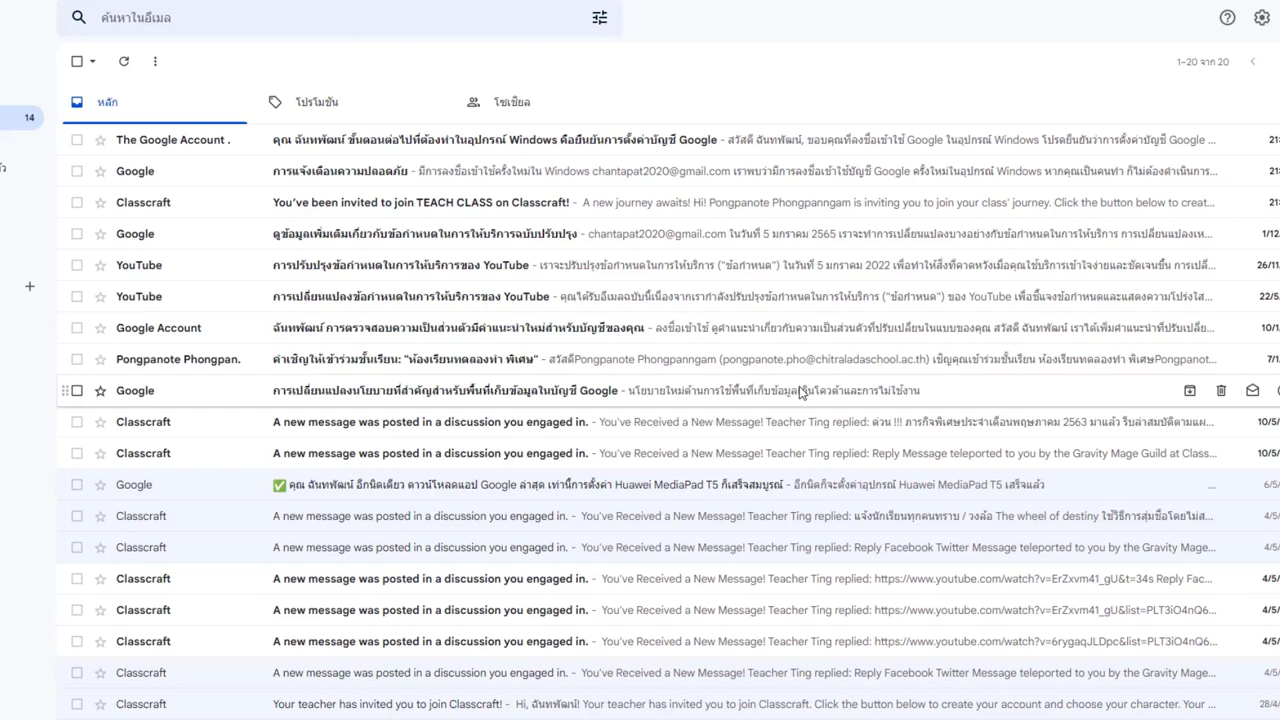 ค้นหาในอีเมล
1–20 จาก 20
หลัก
โปรโมชัน
โซเชียล
14
The Google Account . คุณ ฉันทพัฒน์ ขั้นตอนต่อไปที่ต้องทำในอุปกรณ์ Windows คือยืนยันการตั้งค่าบัญชี Google - สวัสดี ฉันทพัฒน์, ขอบคุณที่ลงชื่อเข้าใช้ Google ในอุปกรณ์ Windows โปรดยืนยันว่าการตั้งค่าบัญชี Google ... 21:
Google การแจ้งเตือนความปลอดภัย - มีการลงชื่อเข้าใช้ครั้งใหม่ใน Windows chantapat2020@gmail.com เราพบว่ามีการลงชื่อเข้าใช้บัญชี Google ครั้งใหม่ในอุปกรณ์ Windows หากคุณเป็นคนทำ ก็ไม่ต้องดำเนินการ... 21:
Classcraft You've been invited to join TEACH CLASS on Classcraft! - A new journey awaits! Hi! Pongpanote Phongpanngam is inviting you to join your class' journey. Click the button below to creat... 21:
Google ดูข้อมูลเพิ่มเติมเกี่ยวกับข้อกำหนดในการให้บริการฉบับปรับปรุง - chantapat2020@gmail.com ในวันที่ 5 มกราคม 2565 เราจะทำการเปลี่ยนแปลงบางอย่างกับข้อกำหนดในการให้บริการ การเปลี่ยนแปลงเห... 1/12
YouTube การปรับปรุงข้อกำหนดในการให้บริการของ YouTube - เราจะปรับปรุงข้อกำหนดในการให้บริการ ("ข้อกำหนด") ในวันที่ 5 มกราคม 2022 เพื่อทำให้สิ่งที่คาดหวังเมื่อคุณใช้บริการเข้าใจง่ายและชัดเจนขึ้น การเปลี่... 26/11
YouTube การเปลี่ยนแปลงข้อกำหนดในการให้บริการของ YouTube - คุณได้รับอีเมลฉบับนี้เนื่องจากเรากำลังปรับปรุงข้อกำหนดในการให้บริการ ("ข้อกำหนด") ของ YouTube เพื่อชี้แจงข้อกำหนดและแสดงความโปร่งใส... 22/5
Google Account ฉันทพัฒน์ การตรวจสอบความเป็นส่วนตัวมีคำแนะนำใหม่สำหรับบัญชีของคุณ - ลงชื่อเข้าใช้ ดูคำแนะนำเกี่ยวกับความเป็นส่วนตัวที่ปรับเปลี่ยนในแบบของคุณ สวัสดี ฉันทพัฒน์ เราได้เพิ่มคำแนะนำที่ปรับเปลี่ย... 10/1
Pongpanote Phongpan. คำเชิญให้เข้าร่วมชั้นเรียน: "ห้องเรียนทดลองทำ พิเศษ" - สวัสดีPongpanote Phongpanngam (pongpanote.pho@chitraladaschool.ac.th) เชิญคุณเข้าร่วมชั้นเรียน ห้องเรียนทดลองทำ พิเศษPongpanot... 7/1
Google การเปลี่ยนแปลงนโยบายที่สำคัญสำหรับพื้นที่เก็บข้อมูลในบัญชี Google - นโยบายใหม่ด้านการใช้พื้นที่เก็บข้อมูลเกินโควต้าและการไม่ใช้งาน
Classcraft A new message was posted in a discussion you engaged in. - You've Received a New Message! Teacher Ting replied: ด่วน !!! ภารกิจพิเศษประจำเดือนพฤษภาคม 2563 มาแล้ว รีบล่าสมบัติตามแผ... 10/5/
Classcraft A new message was posted in a discussion you engaged in. - You've Received a New Message! Teacher Ting replied: Reply Message teleported to you by the Gravity Mage Guild at Class... 10/5/
Google ✅ คุณ ฉันทพัฒน์ อีกนิดเดียว ดาวน์โหลดแอป Google ล่าสุด เท่านี้การตั้งค่า Huawei MediaPad T5 ก็เสร็จสมบูรณ์ - อีกนิดก็จะตั้งค่าอุปกรณ์ Huawei MediaPad T5 เสร็จแล้ว ... 6/5/
Classcraft A new message was posted in a discussion you engaged in. - You've Received a New Message! Teacher Ting replied: แจ้งนักเรียนทุกคนทราบ / วงล้อ The wheel of destiny ใช้วิธีการสุ่มชื่อโดยไม่ส... 4/5/
Classcraft A new message was posted in a discussion you engaged in. - You've Received a New Message! Teacher Ting replied: Reply Facebook Twitter Message teleported to you by the Gravity Mage... 4/5/
Classcraft A new message was posted in a discussion you engaged in. - You've Received a New Message! Teacher Ting replied: https://www.youtube.com/watch?v=ErZxvm41_gU&t=34s Reply Fac... 4/5/
Classcraft A new message was posted in a discussion you engaged in. - You've Received a New Message! Teacher Ting replied: https://www.youtube.com/watch?v=ErZxvm41_gU&list=PLT3iO4nQ6... 4/5/
Classcraft A new message was posted in a discussion you engaged in. - You've Received a New Message! Teacher Ting replied: https://www.youtube.com/watch?v=6rygaqJLDpc&list=PLT3iO4nQ6... 4/5/
Classcraft A new message was posted in a discussion you engaged in. - You've Received a New Message! Teacher Ting replied: Reply Facebook Twitter Message teleported to you by the Gravity Mage... 4/5/
Classcraft Your teacher has invited you to join Classcraft! - Hi, ฉันทพัฒน์! Your teacher has invited you to join Classcraft. Click the button below to create your account and choose your character. Your ... 28/4